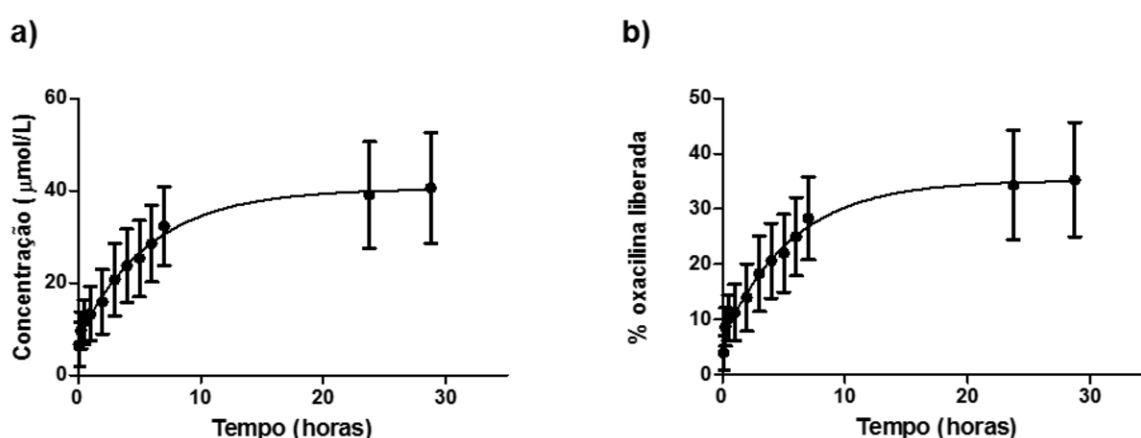 a)
Concentração (μmol/L)
60
40
20
0
0 10 20 30
Tempo (horas)
b)
% oxacilina liberada
50
40
30
20
10
0
0 10 20 30
Tempo (horas)